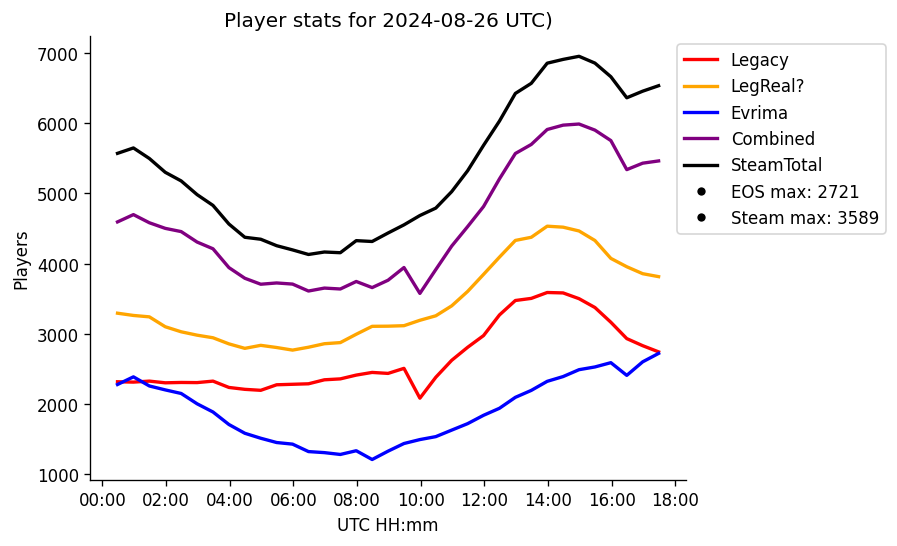 Player stats for 2024-08-26 UTC)
7000
6000
5000
4000
3000
2000
1000
Players
00:00 02:00 04:00 06:00 08:00 10:00 12:00 14:00 16:00 18:00
UTC HH:mm
Legacy
LegReal?
Evrima
Combined
SteamTotal
EOS max: 2721
Steam max: 3589